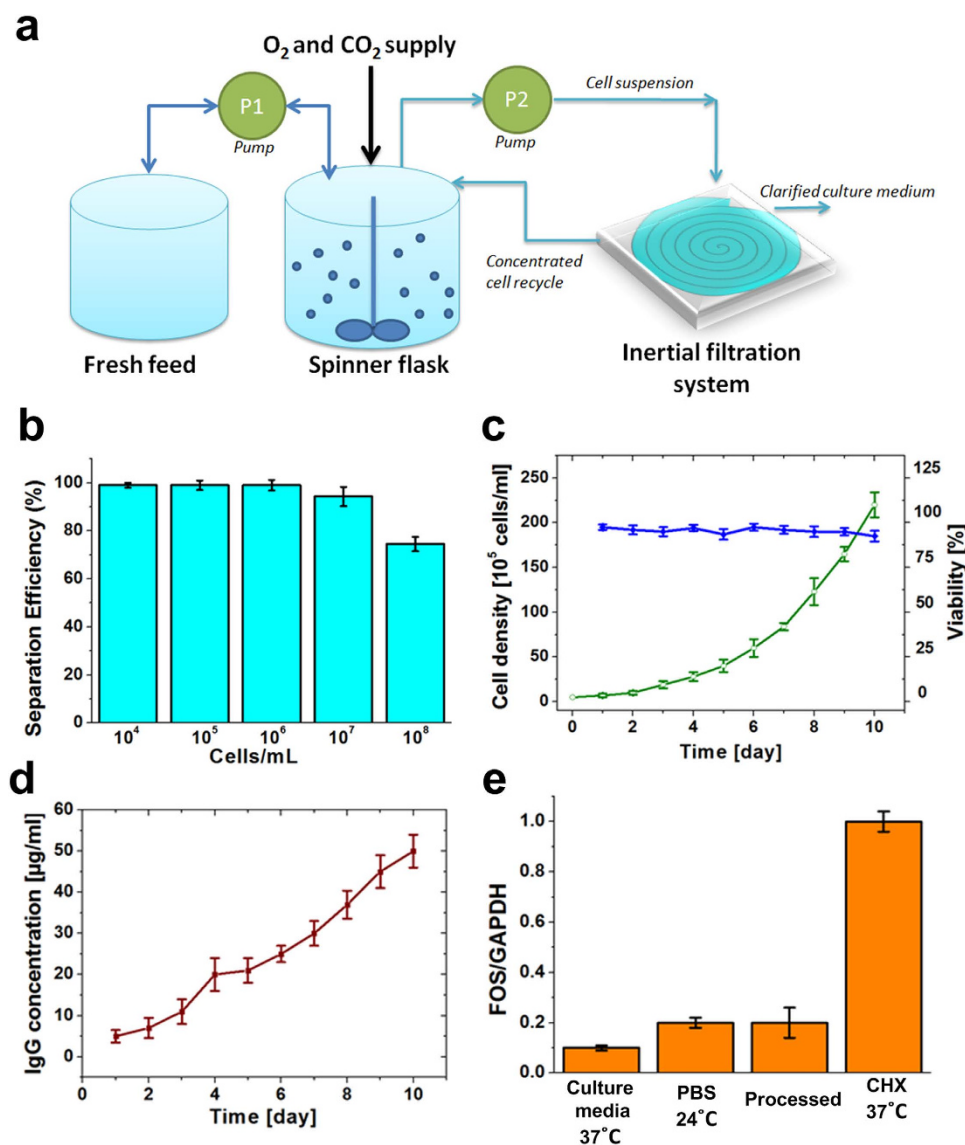 a
O2 and CO2 supply
P1
Pump
P2
Pump
Cell suspension
Clarified culture medium
Concentrated
cell recycle
Fresh feed
Spinner flask
Inertial filtration
system
b
Separation Efficiency (%)
100
80
60
40
20
0
10^4
10^5
10^6
10^7
10^8
Cells/mL
c
Cell density [10^5 cells/ml]
250
200
150
100
50
0
125
100
75
50
25
0
Viability [%]
0
2
4
6
8
10
Time [day]
d
IgG concentration [µg/ml]
60
50
40
30
20
10
0
0
2
4
6
8
10
Time [day]
e
FOS/GAPDH
1.0
0.8
0.6
0.4
0.2
0.0
Culture
media
37°C
PBS
24°C
Processed
CHX
37°C